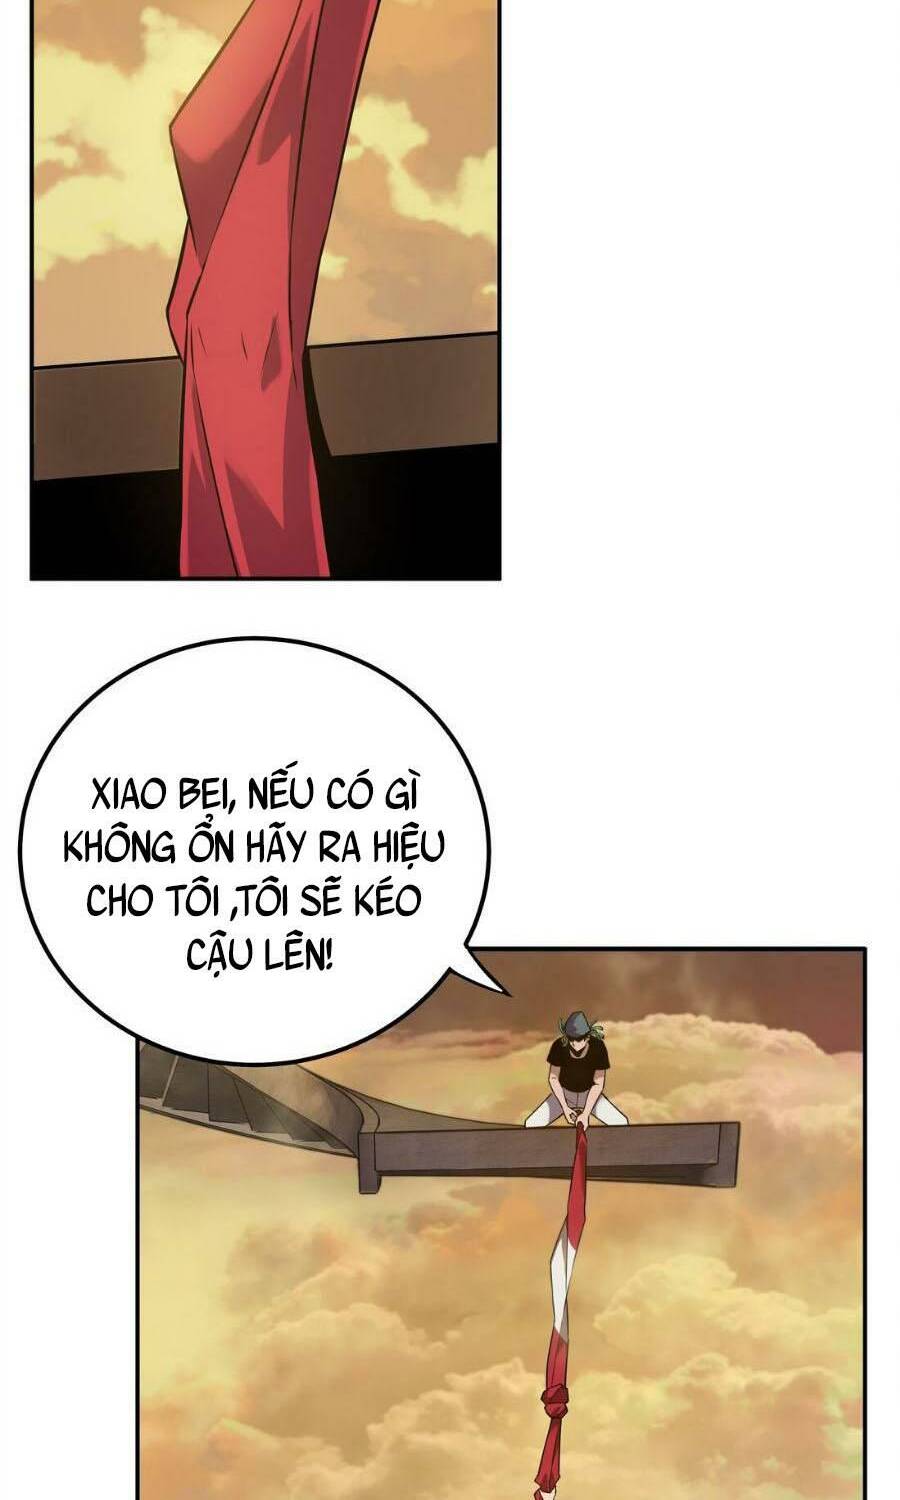 XIAO BEI, NẾU CÓ GÌ
KHÔNG ỔN HÃY RA HIỆU
CHO TÔI ,TÔI SẼ KÉO
CẬU LÊN!